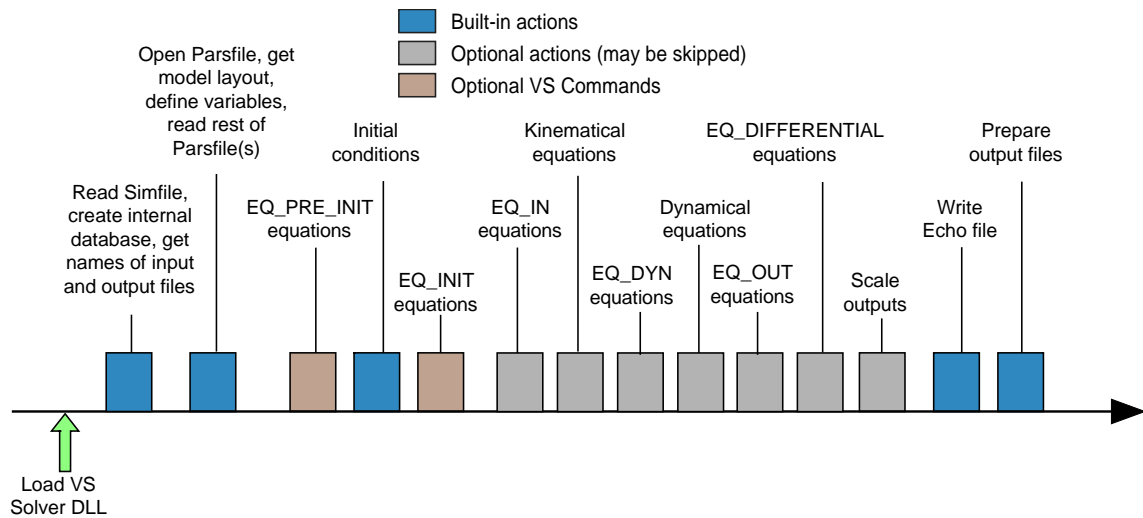 Built-in actions
Optional actions (may be skipped)
Optional VS Commands
Open Parsfile, get
model layout,
define variables,
read rest of
Parsfile(s)
Initial
conditions
Kinematical
equations
EQ_DIFFERENTIAL
equations
Prepare
output files
Read Simfile,
create internal
database, get
names of input
and output files
EQ_PRE_INIT
equations
EQ_IN
equations
Dynamical
equations
Write
Echo file
EQ_INIT
equations
EQ_DYN
equations
EQ_OUT
equations
Scale
outputs
Load VS
Solver DLL